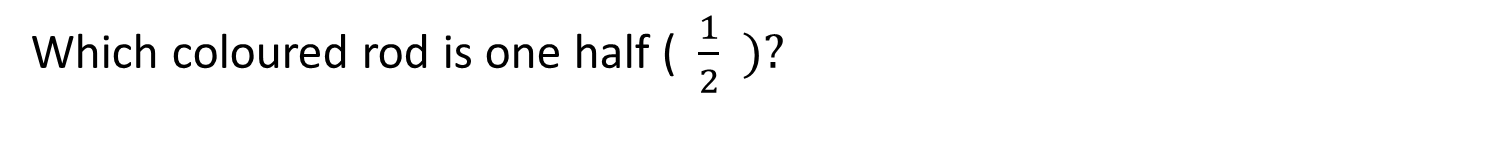 Which coloured rod is one half ( 1/2 )?